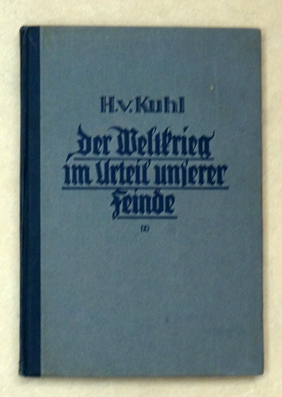 H.v.Kuhl
Der Weltkrieg
im Urteil unserer
Feinde